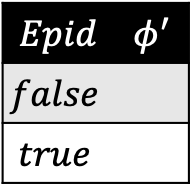 Epid ϕ′
false
true